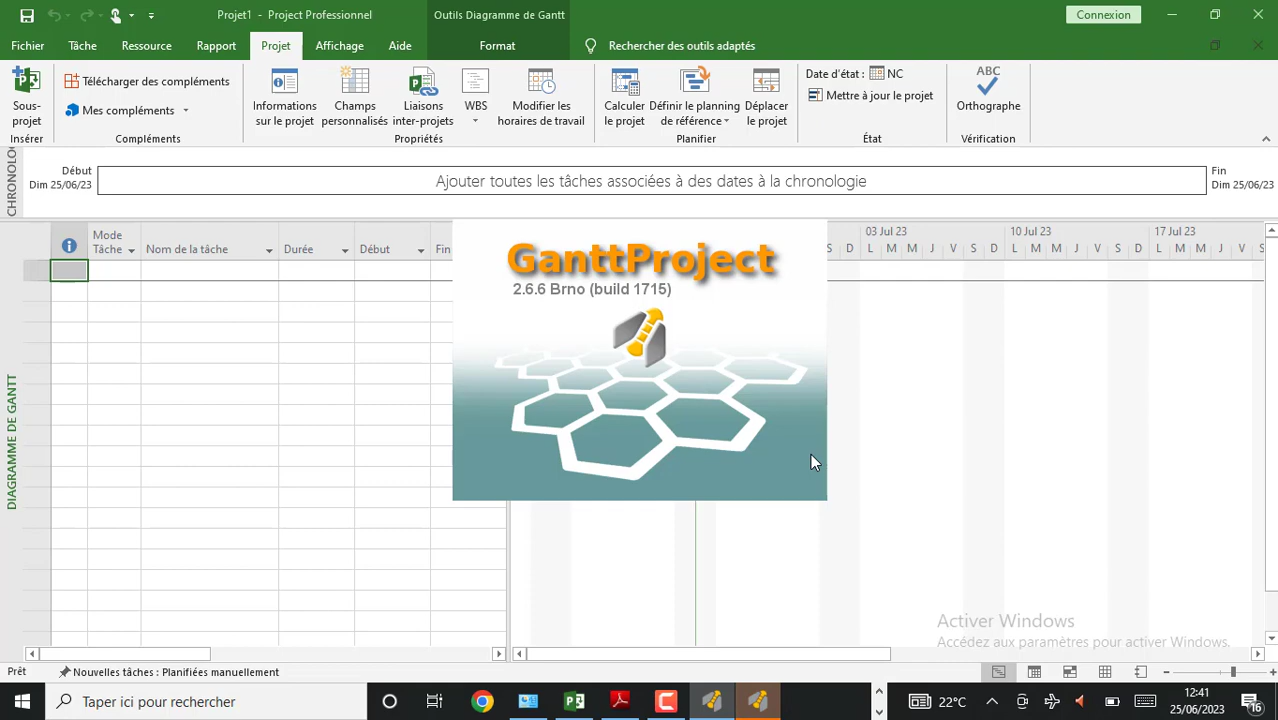 Projet1 - Project Professionnel
Outils Diagramme de Gantt
Connexion
Fichier Tâche Ressource Rapport Projet Affichage Aide Format Rechercher des outils adaptés
Sous-projet
Insérer
Télécharger des compléments
Mes compléments
Compléments
Informations sur le projet
Champs personnalisés
Liaisons inter-projets
WBS
Modifier les horaires de travail
Propriétés
Calculer le projet
Définir le planning de référence
Déplacer le projet
Planifier
Date d'état : NC
Mettre à jour le projet
État
ABC
Orthographe
Vérification
Début
Dim 25/06/23
Ajouter toutes les tâches associées à des dates à la chronologie
Fin
Dim 25/06/23
Mode Tâche Nom de la tâche Durée Début Fin
03 Jul 23 10 Jul 23 17 Jul 23
S D L M M J V S D L M M J V S D L M M J V S
GanttProject
2.6.6 Brno (build 1715)
DIAGRAMME DE GANTT
Activer Windows
Accédez aux paramètres pour activer Windows.
Prêt
Nouvelles tâches : Planifiées manuellement
Taper ici pour rechercher
22°C
12:41
25/06/2023
16